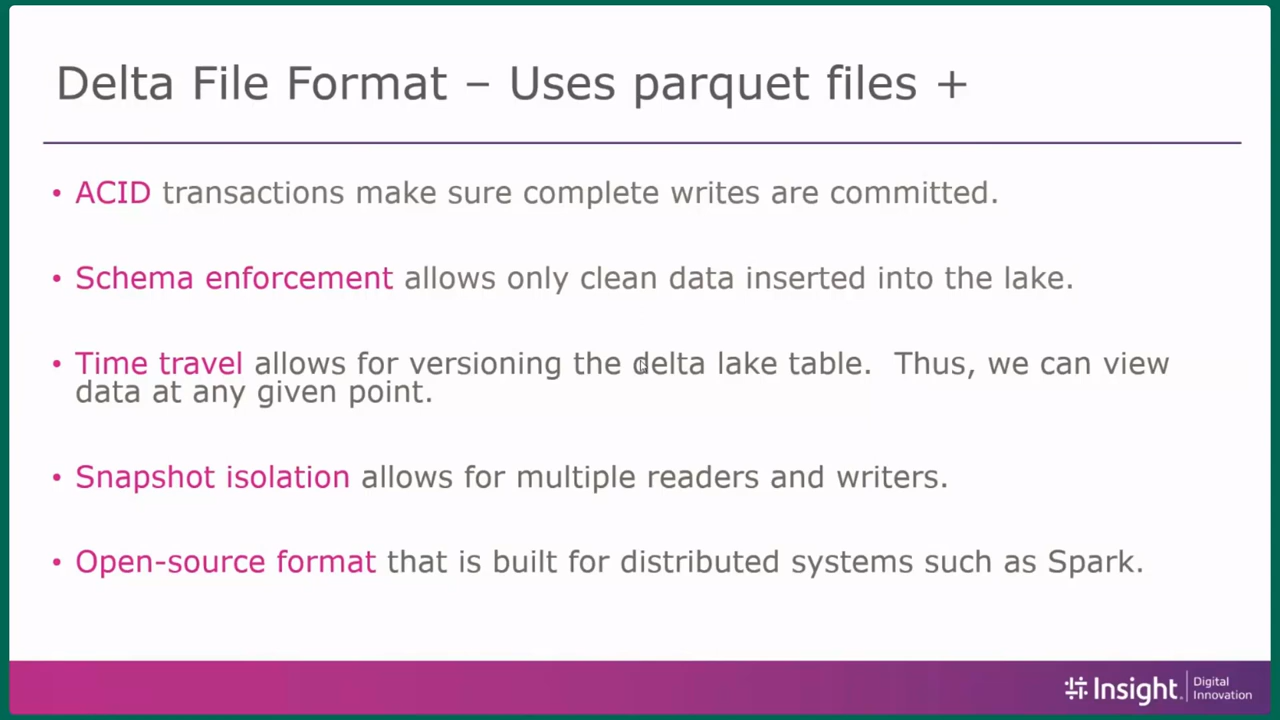 Delta File Format – Uses parquet files +
• ACID transactions make sure complete writes are committed.
• Schema enforcement allows only clean data inserted into the lake.
• Time travel allows for versioning the delta lake table.  Thus, we can view
data at any given point.
• Snapshot isolation allows for multiple readers and writers.
• Open-source format that is built for distributed systems such as Spark.
Insight.
Digital
Innovation